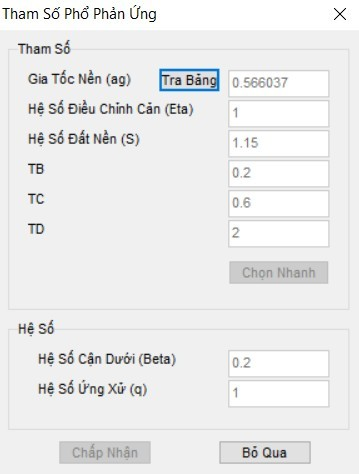 Tham Số Phổ Phản Ứng
Tham Số
Gia Tốc Nền (ag) Tra Bảng 0.566037
Hệ Số Điều Chỉnh Cản (Eta) 1
Hệ Số Đất Nền (S) 1.15
TB 0.2
TC 0.6
TD 2
Chọn Nhanh
Hệ Số
Hệ Số Cận Dưới (Beta) 0.2
Hệ Số Ứng Xử (q) 1
Chấp Nhận Bỏ Qua